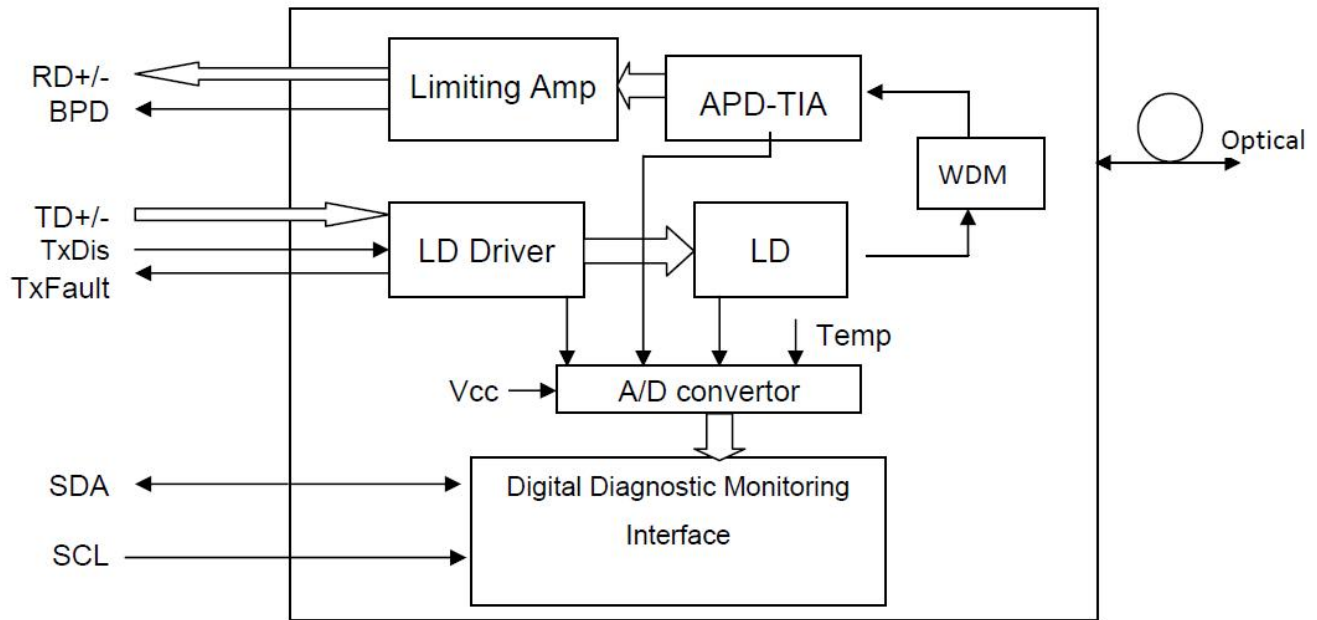 RD+/-
BPD
Limiting Amp
APD-TIA
WDM
Optical
TD+/-
TxDis
TxFault
LD Driver
LD
Temp
Vcc
A/D convertor
SDA
SCL
Digital Diagnostic Monitoring
Interface